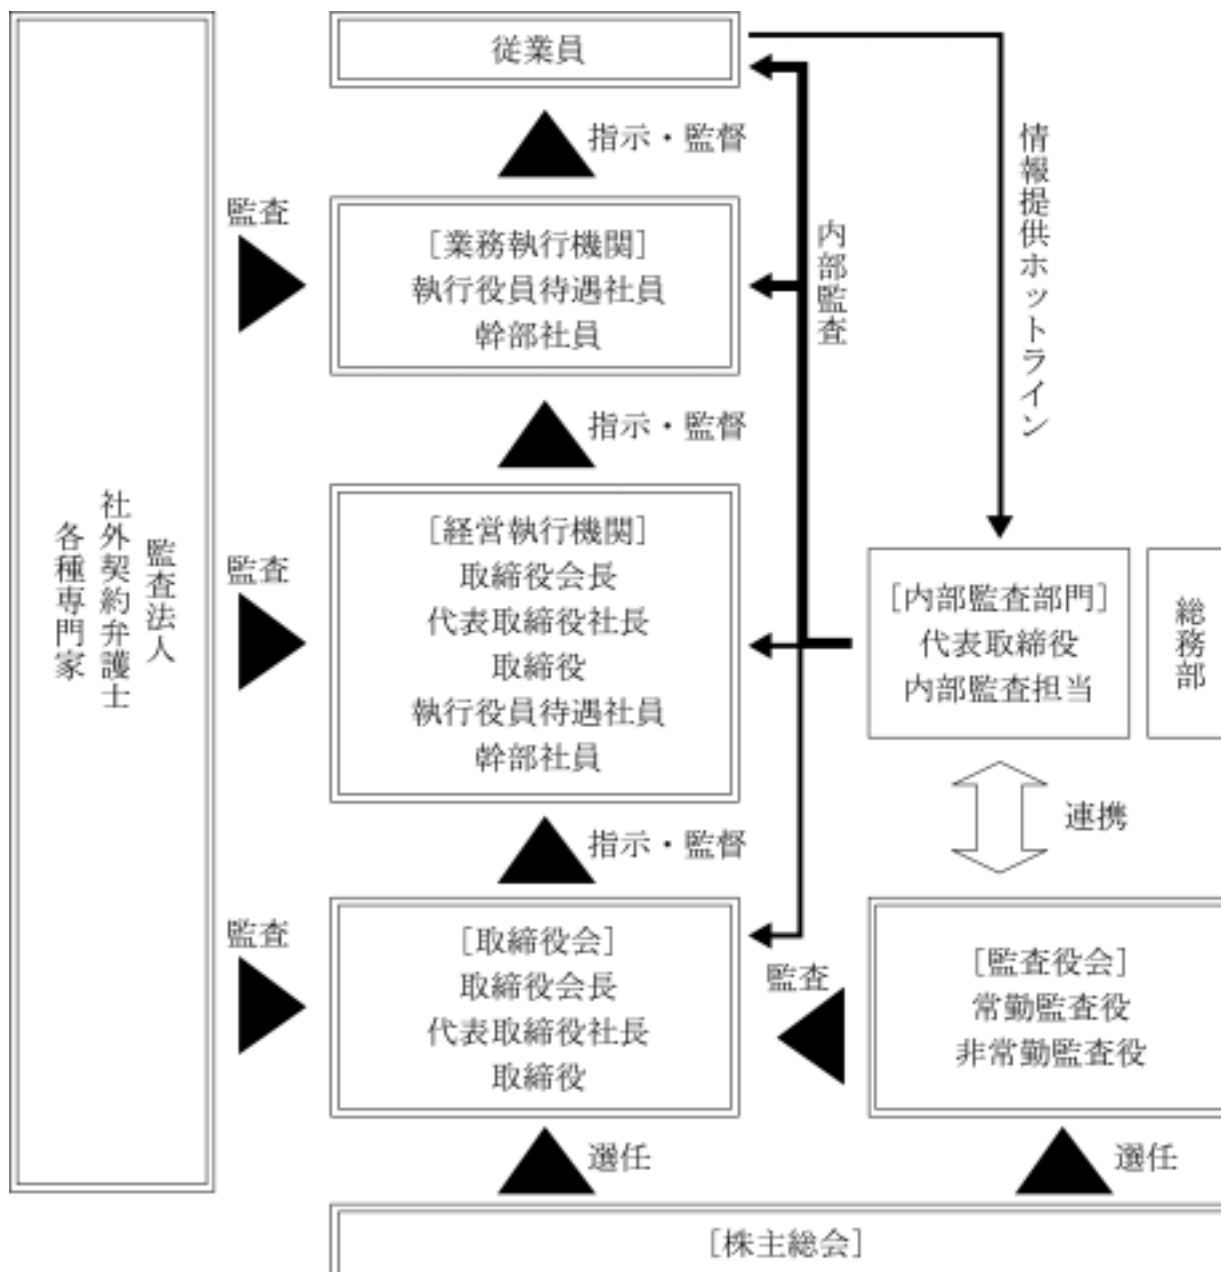 従業員
指示・監督
監査
[業務執行機関]
執行役員待遇社員
幹部社員
内部監査
情報提供ホットライン
指示・監督
監査法人
社外契約弁護士
各種専門家
監査
[経営執行機関]
取締役会長
代表取締役社長
取締役
執行役員待遇社員
幹部社員
[内部監査部門]
代表取締役
内部監査担当
総務部
指示・監督
連携
監査
[取締役会]
取締役会長
代表取締役社長
取締役
監査
[監査役会]
常勤監査役
非常勤監査役
選任
選任
[株主総会]